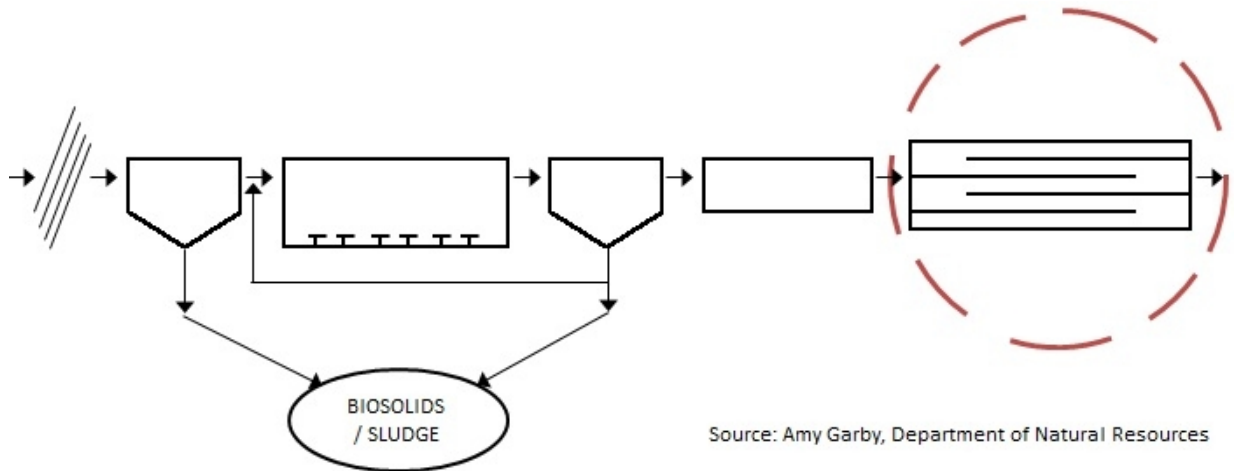 BIOSOLIDS
/ SLUDGE
Source: Amy Garby, Department of Natural Resources